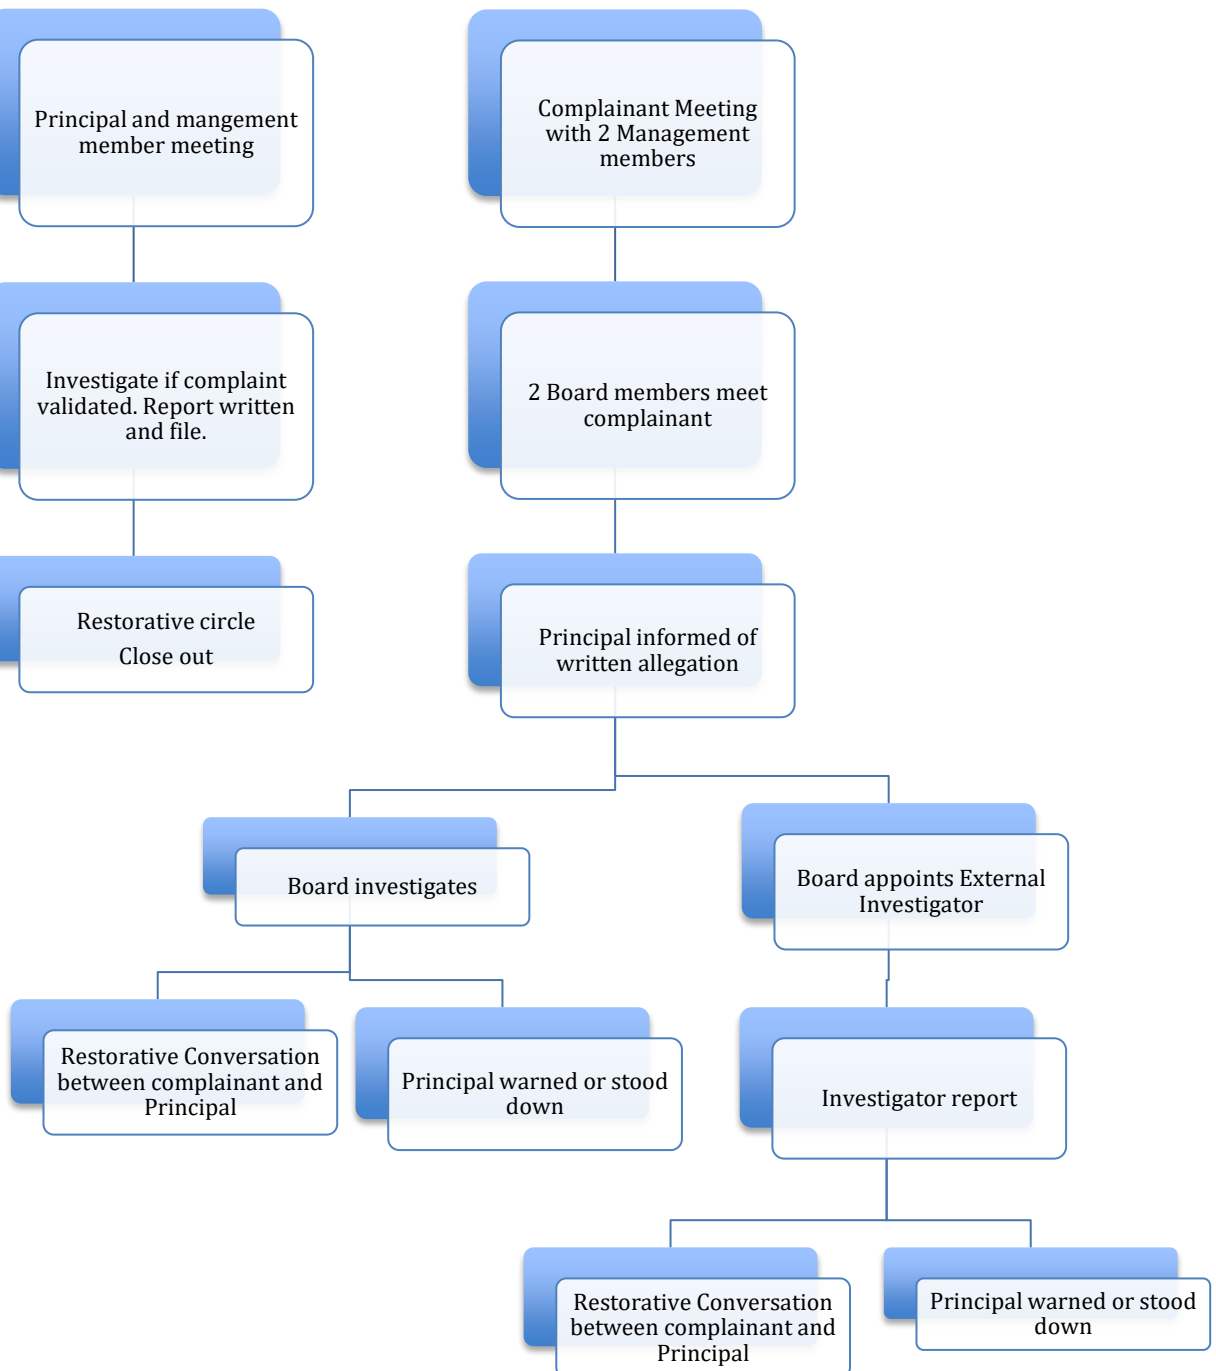 Principal and mangement
member meeting
Investigate if complaint
validated. Report written
and file.
Restorative circle
Close out
Complainant Meeting
with 2 Management
members
2 Board members meet
complainant
Principal informed of
written allegation
Board investigates
Restorative Conversation
between complainant and
Principal
Principal warned or stood
down
Board appoints External
Investigator
Investigator report
Restorative Conversation
between complainant and
Principal
Principal warned or stood
down